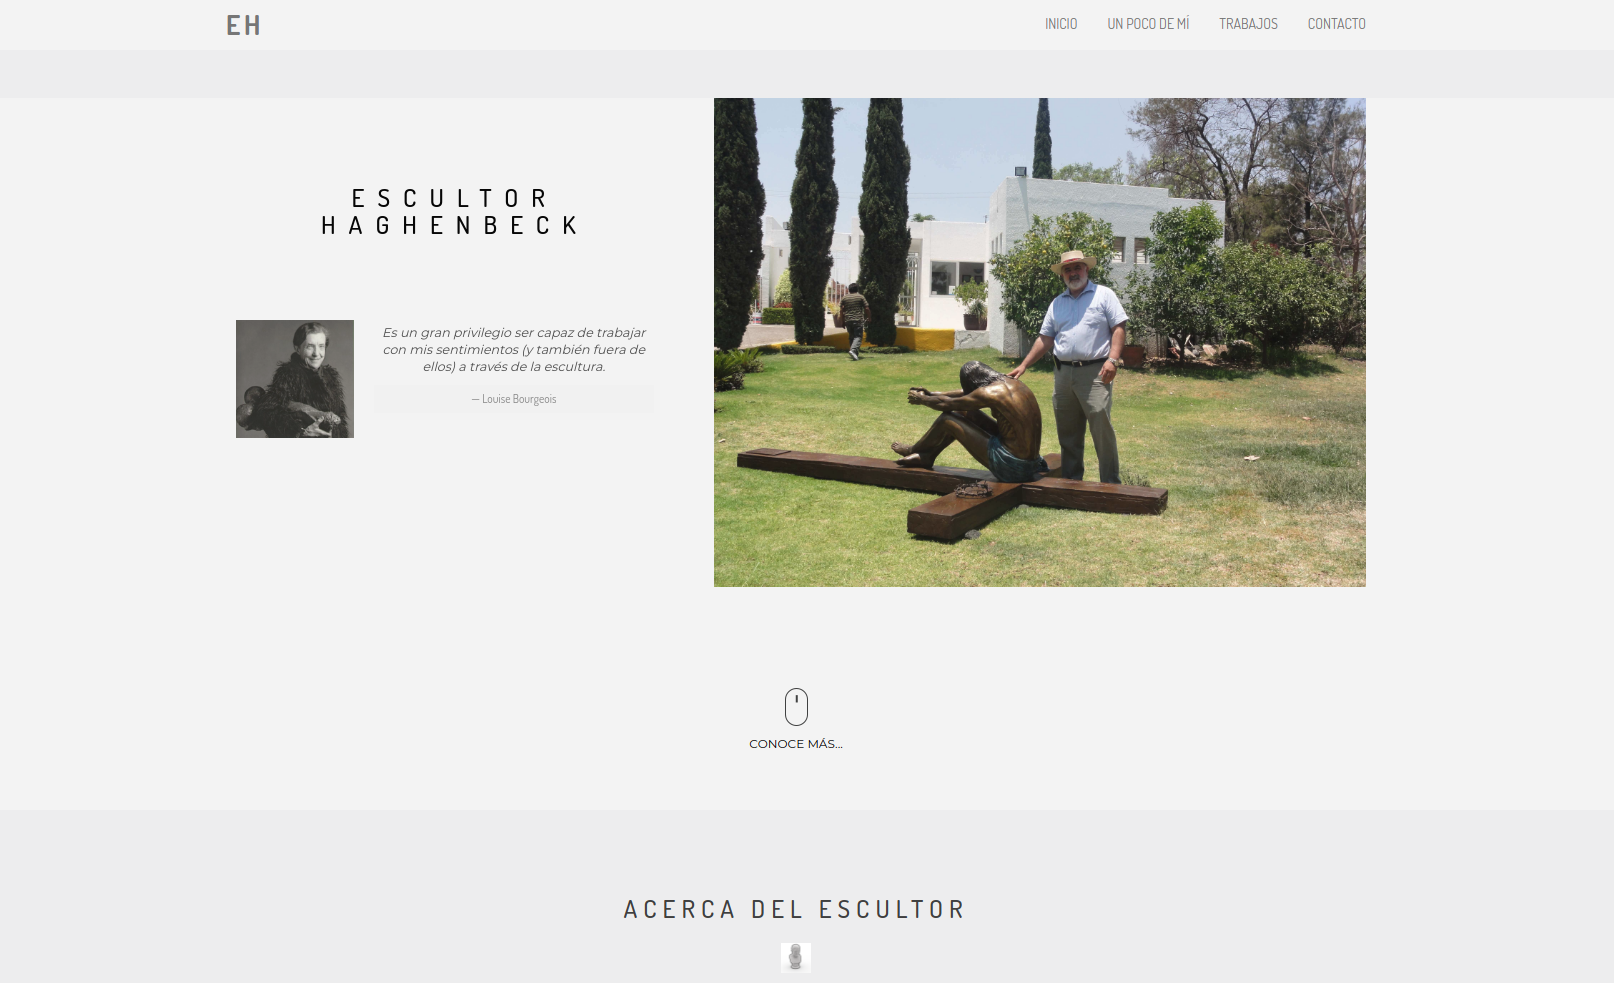 EH
INICIO
UN POCO DE MÍ
TRABAJOS
CONTACTO
ESCULTOR
HAGHENBECK
Es un gran privilegio ser capaz de trabajar
con mis sentimientos (y también fuera de
ellos) a través de la escultura.
— Louise Bourgeois
CONOCE MÁS...
ACERCA DEL ESCULTOR